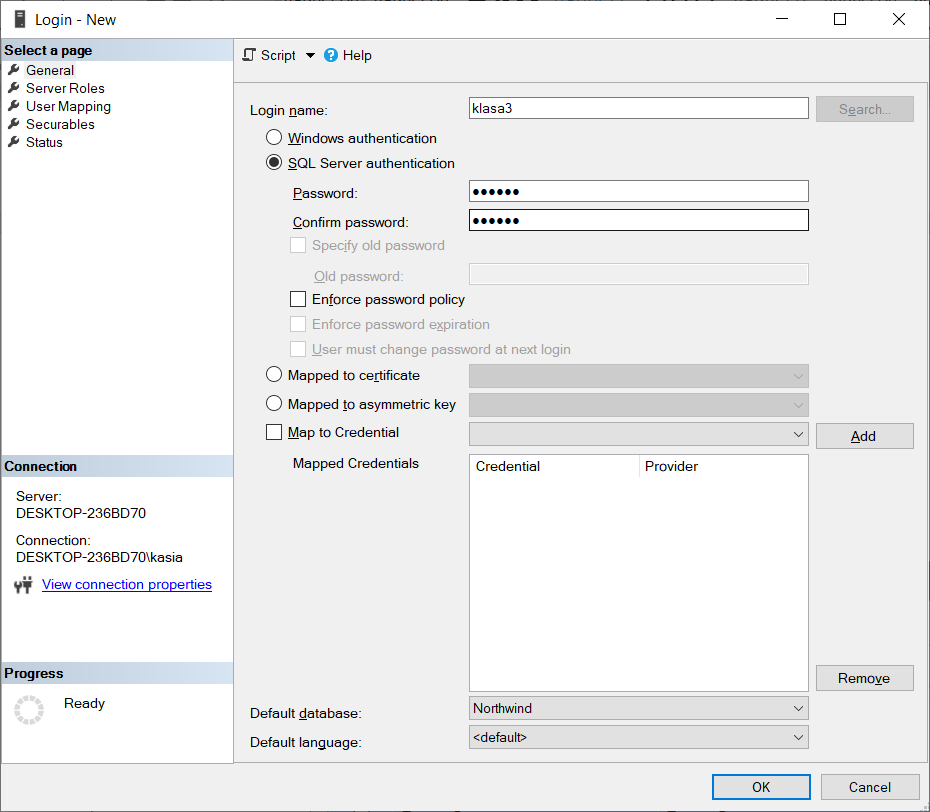 Login - New
Select a page
General
Server Roles
User Mapping
Securables
Status
Script
Help
Login name:
klasa3
Search...
Windows authentication
SQL Server authentication
Password:
●●●●●●
Confirm password:
●●●●●●
Specify old password
Old password:
Enforce password policy
Enforce password expiration
User must change password at next login
Mapped to certificate
Mapped to asymmetric key
Map to Credential
Add
Mapped Credentials
Credential
Provider
Remove
Default database:
Northwind
Default language:
<default>
Connection
Server:
DESKTOP-236BD70
Connection:
DESKTOP-236BD70\kasia
View connection properties
Progress
Ready
OK
Cancel